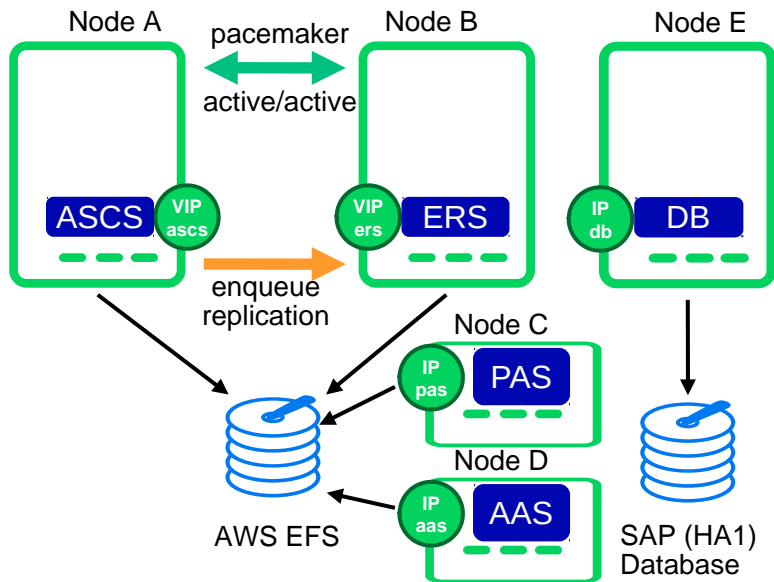 Node A
pacemaker
Node B
Node E
active/active
ASCS
VIP
ascs
VIP
ers
ERS
IP
db
DB
enqueue
replication
Node C
IP
pas
PAS
Node D
IP
aas
AAS
AWS EFS
SAP (HA1)
Database